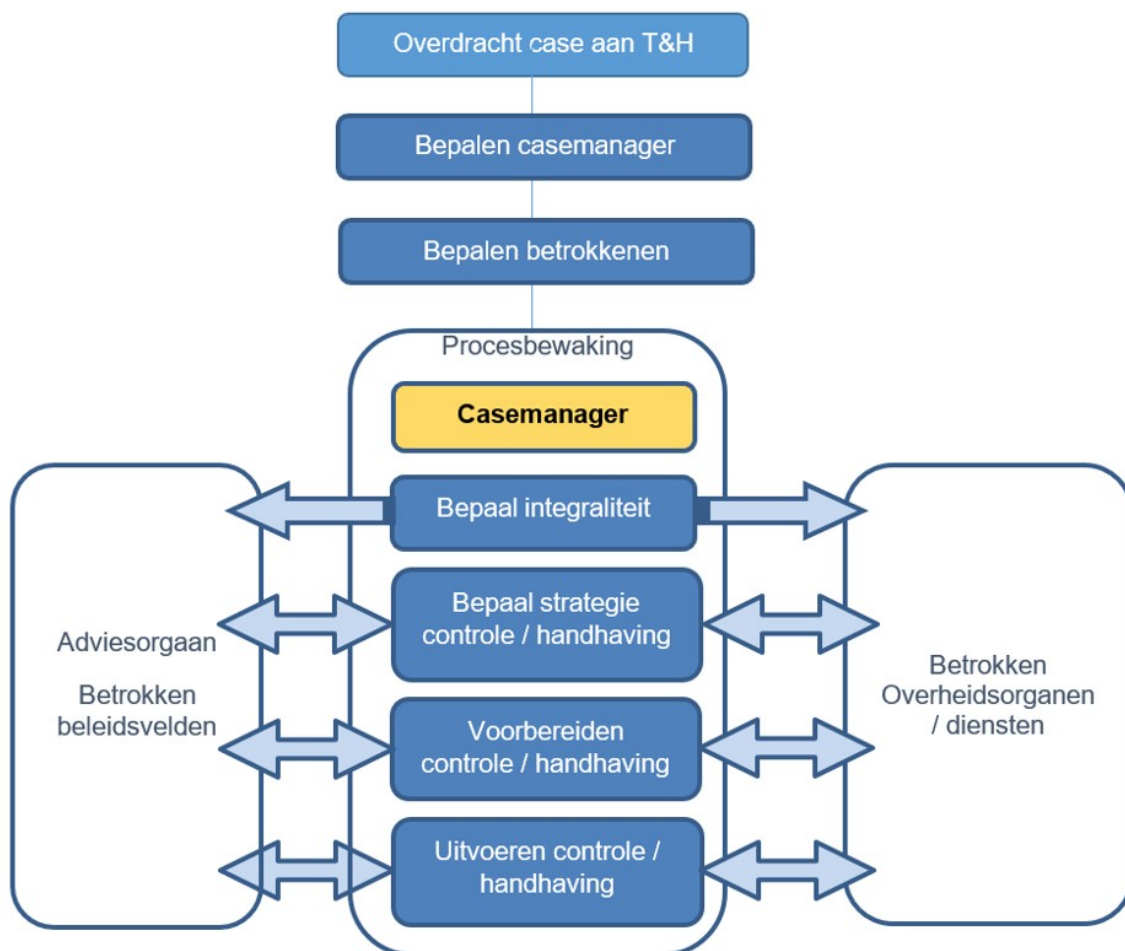 Overdracht case aan T&H
Bepalen casemanager
Bepalen betrokkenen
Procesbewaking
Casemanager
Bepaal integraliteit
Bepaal strategie
controle / handhaving
Adviesorgaan
Betrokken
beleidsvelden
Betrokken
Overheidsorganen
/ diensten
Voorbereiden
controle / handhaving
Uitvoeren controle /
handhaving